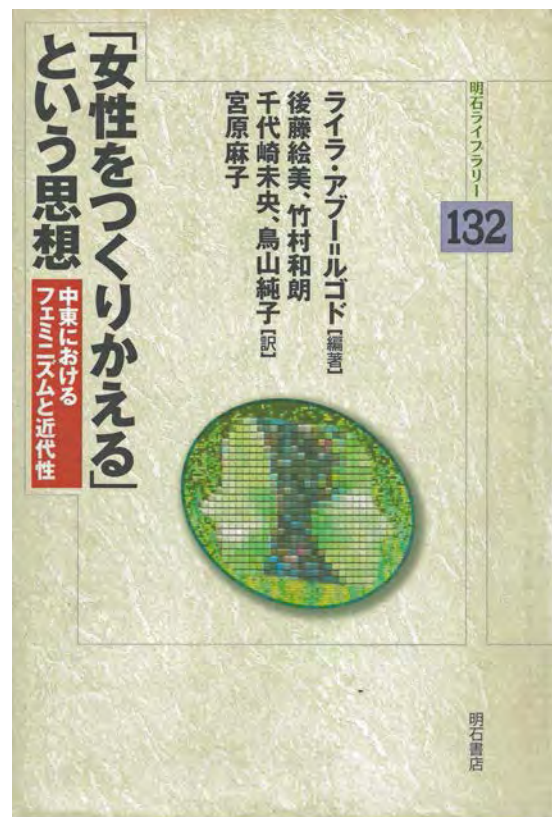 明石ライブラリー
132
ライラ・アブー＝ルゴド［編著］
後藤絵美、竹村和朗
千代崎未央、鳥山純子［訳］
宮原麻子
「女性をつくりかえる」
という思想
中東における
フェミニズムと近代性
明石書店